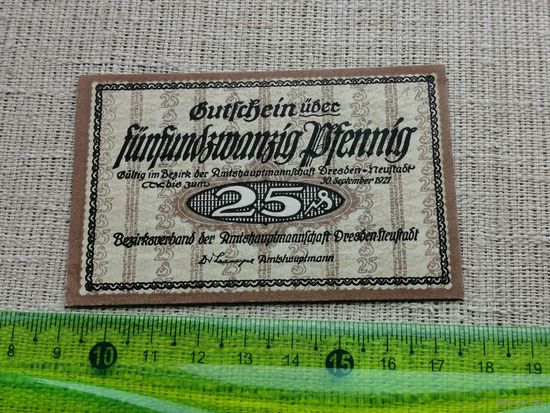 Gutschein über
fünfundzwanzig Pfennig
Gültig im Bezirk der Amtshauptmannschaft Dresden-Neustadt
bis zum 30. September 1921
25 ₰
Bezirksverband der Amtshauptmannschaft Dresden-Neustadt
Amtshauptmann
8 9 10 11 12 13 14 15 16 17 18 19